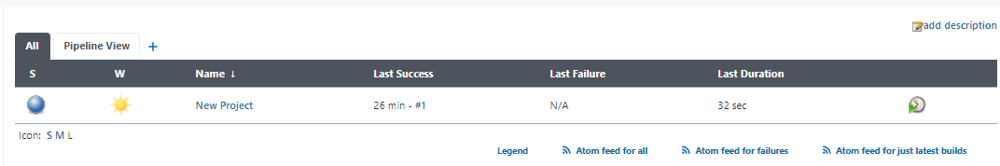 add description
All Pipeline View +
S W Name ↓ Last Success Last Failure Last Duration
New Project 26 min - #1 N/A 32 sec
Icon: S M L
Legend Atom feed for all Atom feed for failures Atom feed for just latest builds